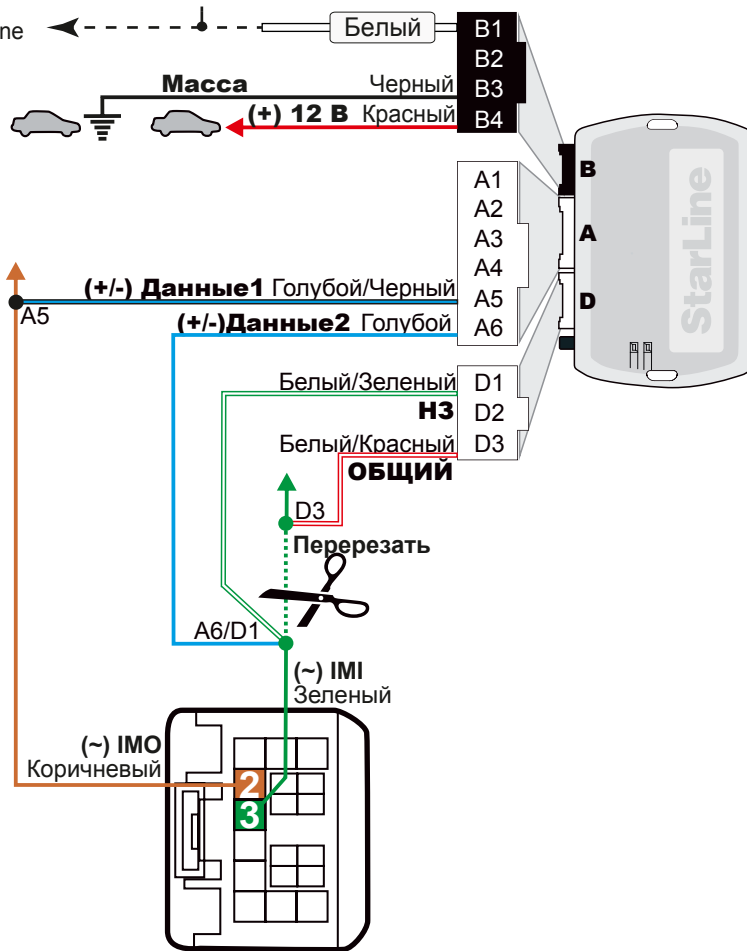 ne
Белый
B1
B2
Масса
Черный
B3
(+) 12 В
Красный
B4
B
A
D
StarLine
A1
A2
A3
A4
(+/-) Данные1 Голубой/Черный
A5
A5
(+/-)Данные2 Голубой
A6
Белый/Зеленый
D1
НЗ
D2
Белый/Красный
D3
ОБЩИЙ
D3
Перерезать
A6/D1
(~) IMI
Зеленый
(~) IMO
Коричневый
2
3